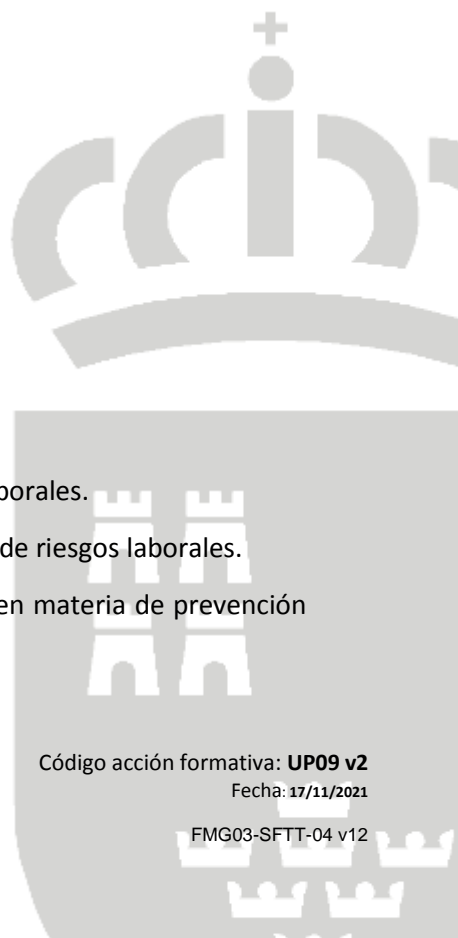 borales.
de riesgos laborales.
en materia de prevención
Código acción formativa: UP09 v2
Fecha: 17/11/2021
FMG03-SFTT-04 v12